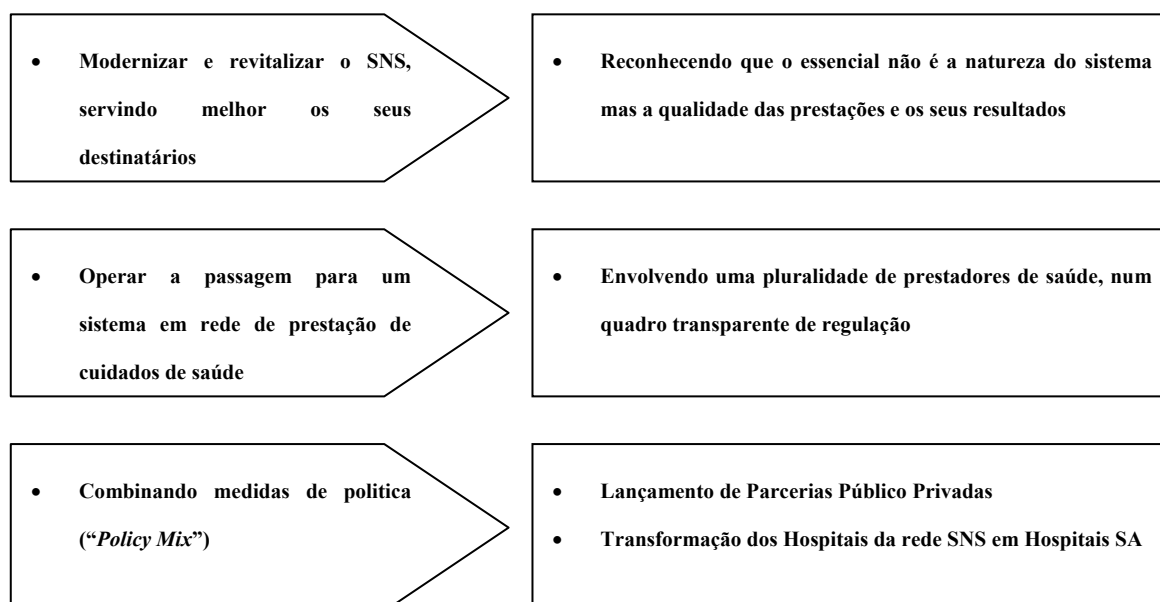 • Modernizar e revitalizar o SNS,
servindo melhor os seus
destinatários
• Reconhecendo que o essencial não é a natureza do sistema
mas a qualidade das prestações e os seus resultados
• Operar a passagem para um
sistema em rede de prestação de
cuidados de saúde
• Envolvendo uma pluralidade de prestadores de saúde, num
quadro transparente de regulação
• Combinando medidas de politica
(“Policy Mix”)
• Lançamento de Parcerias Público Privadas
• Transformação dos Hospitais da rede SNS em Hospitais SA